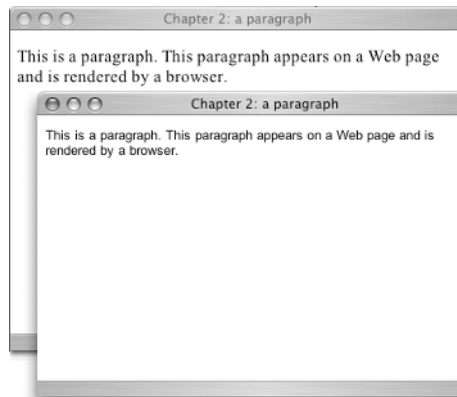 Chapter 2: a paragraph
This is a paragraph. This paragraph appears on a Web page
and is rendered by a browser.
Chapter 2: a paragraph
This is a paragraph. This paragraph appears on a Web page and is
rendered by a browser.